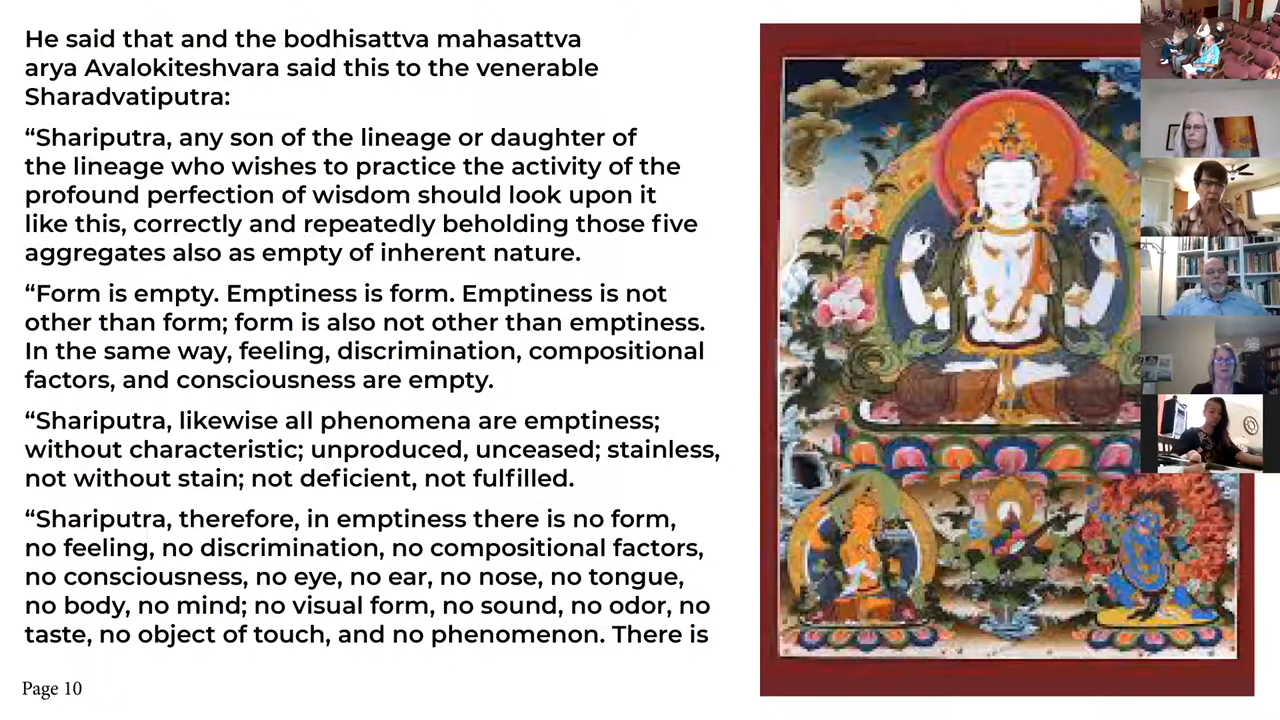 He said that and the bodhisattva mahasattva
arya Avalokiteshvara said this to the venerable
Sharadvatiputra:
“Shariputra, any son of the lineage or daughter of
the lineage who wishes to practice the activity of the
profound perfection of wisdom should look upon it
like this, correctly and repeatedly beholding those five
aggregates also as empty of inherent nature.
“Form is empty. Emptiness is form. Emptiness is not
other than form; form is also not other than emptiness.
In the same way, feeling, discrimination, compositional
factors, and consciousness are empty.
“Shariputra, likewise all phenomena are emptiness;
without characteristic; unproduced, unceased; stainless,
not without stain; not deficient, not fulfilled.
“Shariputra, therefore, in emptiness there is no form,
no feeling, no discrimination, no compositional factors,
no consciousness, no eye, no ear, no nose, no tongue,
no body, no mind; no visual form, no sound, no odor, no
taste, no object of touch, and no phenomenon. There is
Page 10